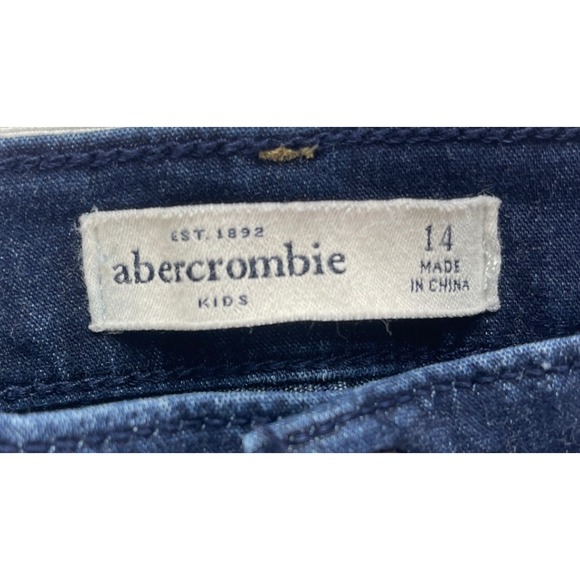 EST. 1892
abercrombie
KIDS
14
MADE
IN CHINA